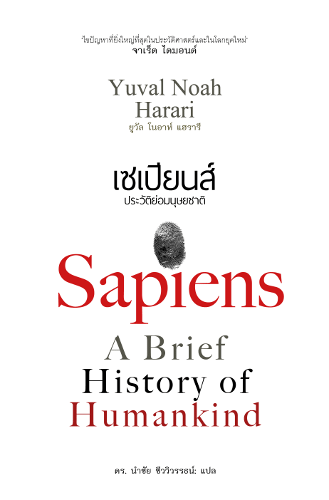 'ไขปัญหาที่ยิ่งใหญ่ที่สุดในประวัติศาสตร์และในโลกยุคใหม่'
จาเร็ด ไดมอนด์
Yuval Noah
Harari
ยูวัล โนอาห์ แฮรารี
เซเปียนส์
ประวัติย่อมนุษยชาติ
Sapiens
A Brief
History of
Humankind
ดร. นำชัย ชีววิวรรธน์: แปล